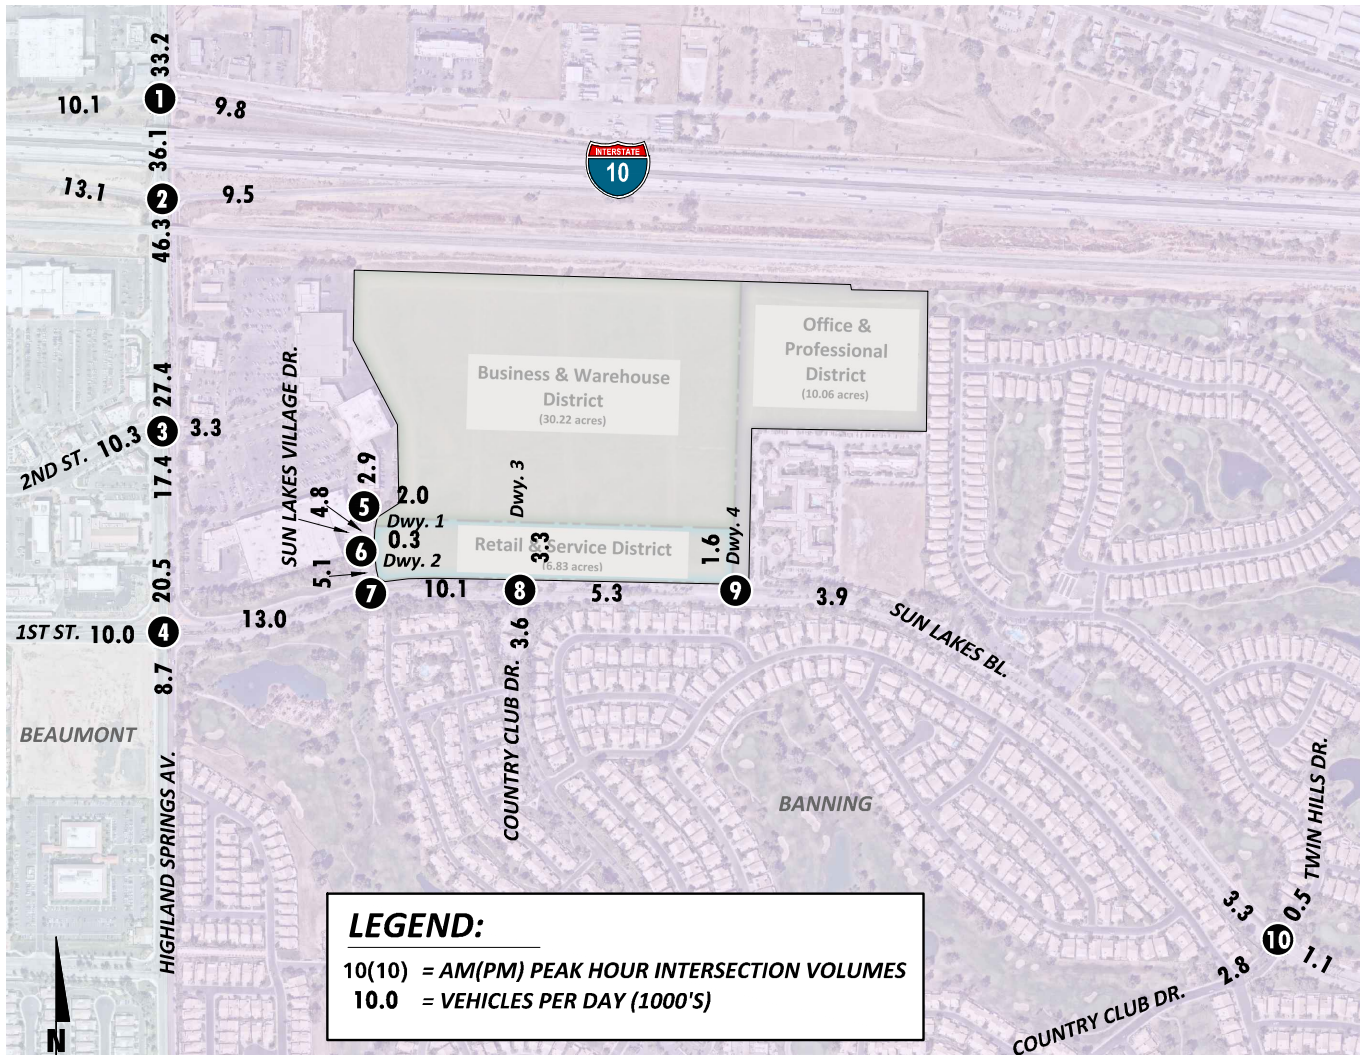 33.2
10.1
1
9.8
36.1
INTERSTATE
10
13.1
2
9.5
46.3
27.4
2ND ST.
10.3
3
3.3
17.4
SUN LAKES VILLAGE DR.
Business & Warehouse
District
(30.22 acres)
Office &
Professional
District
(10.06 acres)
2.9
4.8
5
2.0
Dwy. 1
Dwy. 3
6
0.3
Dwy. 2
Retail & Service District
(6.83 acres)
3.3
1.6
Dwy. 4
5.1
7
10.1
8
5.3
9
3.9
SUN LAKES BL.
20.5
1ST ST.
10.0
4
13.0
8.7
3.6
COUNTRY CLUB DR.
BEAUMONT
HIGHLAND SPRINGS AV.
BANNING
TWIN HILLS DR.
3.3
0.5
10
1.1
2.8
COUNTRY CLUB DR.
LEGEND:
10(10) = AM(PM) PEAK HOUR INTERSECTION VOLUMES
10.0 = VEHICLES PER DAY (1000'S)
N